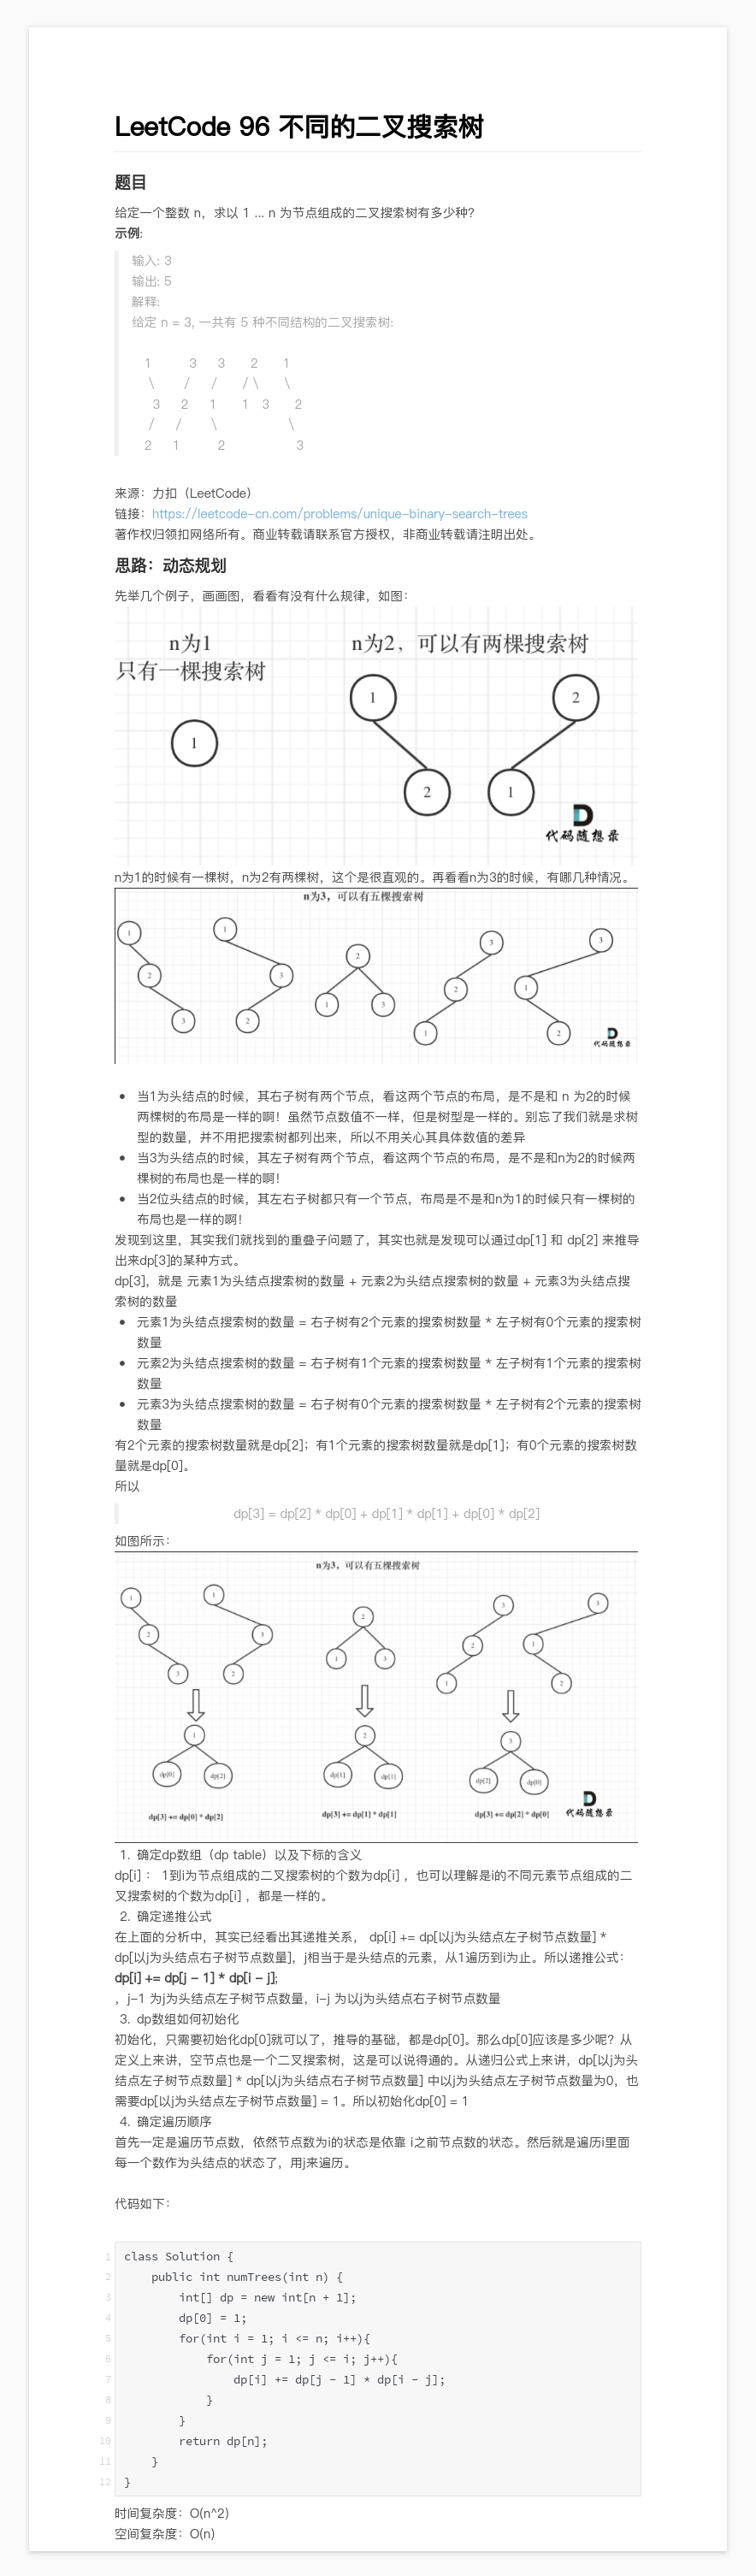 LeetCode 96 不同的二叉搜索树
题目
给定一个整数 n，求以 1 ... n 为节点组成的二叉搜索树有多少种？
示例:
输入: 3
输出: 5
解释:
给定 n = 3, 一共有 5 种不同结构的二叉搜索树:
1 3 3 2 1
\ / / / \ \
3 2 1 1 3 2
/ / \ \
2 1 2 3
来源：力扣（LeetCode）
链接：https://leetcode-cn.com/problems/unique-binary-search-trees
著作权归领扣网络所有。商业转载请联系官方授权，非商业转载请注明出处。
思路：动态规划
先举几个例子，画画图，看看有没有什么规律，如图：
n为1 n为2，可以有两棵搜索树
只有一棵搜索树
1 2
1
2 1
代码随想录
n为1的时候有一棵树，n为2有两棵树，这个是很直观的。再看看n为3的时候，有哪几种情况。
n为3，可以有五棵搜索树
1 1 2 3 3
2 3 1 3 2 1
3 2 1 2
代码随想录
• 当1为头结点的时候，其右子树有两个节点，看这两个节点的布局，是不是和 n 为2的时候
两棵树的布局是一样的啊！虽然节点数值不一样，但是树型是一样的。别忘了我们就是求树
型的数量，并不用把搜索树都列出来，所以不用关心其具体数值的差异
• 当3为头结点的时候，其左子树有两个节点，看这两个节点的布局，是不是和n为2的时候两
棵树的布局也是一样的啊！
• 当2位头结点的时候，其左右子树都只有一个节点，布局是不是和n为1的时候只有一棵树的
布局也是一样的啊！
发现到这里，其实我们就找到的重叠子问题了，其实也就是发现可以通过dp[1] 和 dp[2] 来推导
出来dp[3]的某种方式。
dp[3]，就是 元素1为头结点搜索树的数量 + 元素2为头结点搜索树的数量 + 元素3为头结点搜
索树的数量
• 元素1为头结点搜索树的数量 = 右子树有2个元素的搜索树数量 * 左子树有0个元素的搜索树
数量
• 元素2为头结点搜索树的数量 = 右子树有1个元素的搜索树数量 * 左子树有1个元素的搜索树
数量
• 元素3为头结点搜索树的数量 = 右子树有0个元素的搜索树数量 * 左子树有2个元素的搜索树
数量
有2个元素的搜索树数量就是dp[2]；有1个元素的搜索树数量就是dp[1]；有0个元素的搜索树数
量就是dp[0]。
所以
dp[3] = dp[2] * dp[0] + dp[1] * dp[1] + dp[0] * dp[2]
如图所示：
n为3，可以有五棵搜索树
1 1 2 3 3
2 3 1 3 2 1
3 2 1 2
1 2 3
dp[0] dp[2] dp[1] dp[1] dp[2] dp[0]
dp[3] += dp[0] * dp[2] dp[3] += dp[1] * dp[1] dp[3] += dp[2] * dp[0]
代码随想录
1. 确定dp数组（dp table）以及下标的含义
dp[i] ： 1到i为节点组成的二叉搜索树的个数为dp[i] ，也可以理解是i的不同元素节点组成的二
叉搜索树的个数为dp[i] ，都是一样的。
2. 确定递推公式
在上面的分析中，其实已经看出其递推关系， dp[i] += dp[以j为头结点左子树节点数量] *
dp[以j为头结点右子树节点数量]，j相当于是头结点的元素，从1遍历到i为止。所以递推公式：
dp[i] += dp[j - 1] * dp[i - j];
，j-1 为j为头结点左子树节点数量，i-j 为以j为头结点右子树节点数量
3. dp数组如何初始化
初始化，只需要初始化dp[0]就可以了，推导的基础，都是dp[0]。那么dp[0]应该是多少呢？从
定义上来讲，空节点也是一个二叉搜索树，这是可以说得通的。从递归公式上来讲，dp[以j为头
结点左子树节点数量] * dp[以j为头结点右子树节点数量] 中以j为头结点左子树节点数量为0，也
需要dp[以j为头结点左子树节点数量] = 1。所以初始化dp[0] = 1
4. 确定遍历顺序
首先一定是遍历节点数，依然节点数为i的状态是依靠 i之前节点数的状态。然后就是遍历i里面
每一个数作为头结点的状态了，用j来遍历。
代码如下：
1 class Solution {
2 public int numTrees(int n) {
3 int[] dp = new int[n + 1];
4 dp[0] = 1;
5 for(int i = 1; i <= n; i++){
6 for(int j = 1; j <= i; j++){
7 dp[i] += dp[j - 1] * dp[i - j];
8 }
9 }
10 return dp[n];
11 }
12 }
时间复杂度：O(n^2)
空间复杂度：O(n)